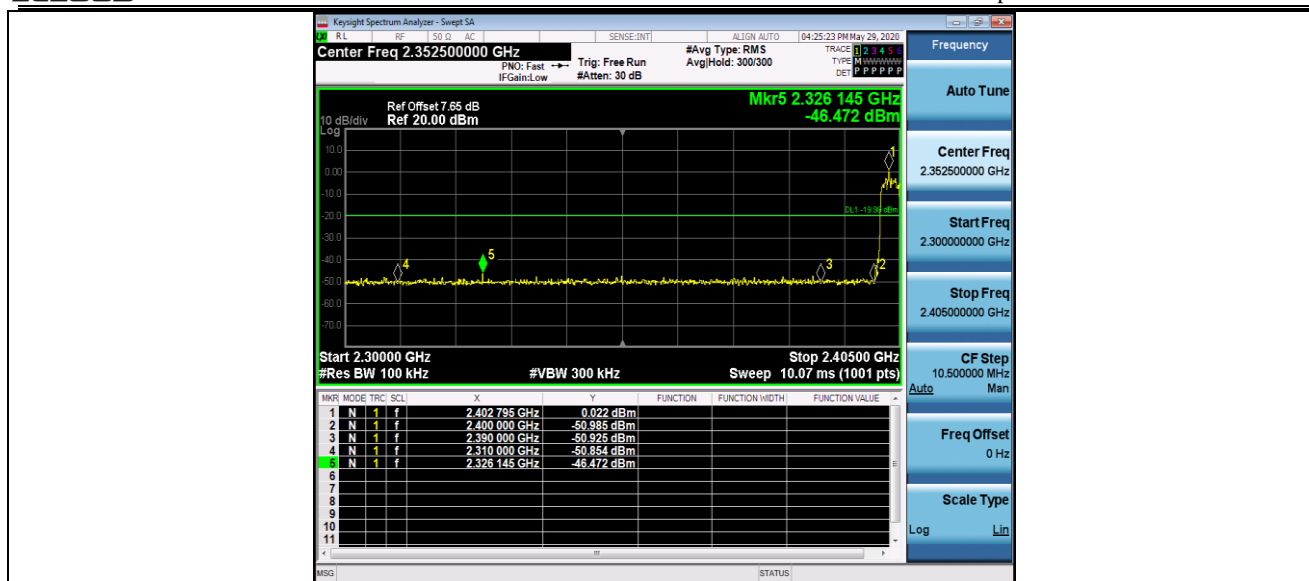 Keysight Spectrum Analyzer - Swept SA
RL RF 50 Ω AC SENSE:INT ALIGN AUTO 04:25:23 PM May 29, 2020
Center Freq 2.352500000 GHz
PNO: Fast
IFGain:Low
Trig: Free Run
#Atten: 30 dB
#Avg Type: RMS
Avg|Hold: 300/300
TRACE 1 2 3 4 5 6
TYPE M W W W W W
DET P P P P P P
Mkr5 2.326 145 GHz
-46.472 dBm
Ref Offset 7.65 dB
10 dB/div Ref 20.00 dBm
Log
10.0
0.00
-10.0
-20.0
-30.0
-40.0
-50.0
-60.0
-70.0
1
DL1 -19.98 dBm
4
5
3
2
Start 2.30000 GHz Stop 2.40500 GHz
#Res BW 100 kHz #VBW 300 kHz Sweep 10.07 ms (1001 pts)
MKR MODE TRC SCL X Y FUNCTION FUNCTION WIDTH FUNCTION VALUE
1 N 1 f 2.402 795 GHz 0.022 dBm
2 N 1 f 2.400 000 GHz -50.985 dBm
3 N 1 f 2.390 000 GHz -50.925 dBm
4 N 1 f 2.310 000 GHz -50.854 dBm
5 N 1 f 2.326 145 GHz -46.472 dBm
6
7
8
9
10
11
MSG STATUS
Frequency
Auto Tune
Center Freq
2.352500000 GHz
Start Freq
2.300000000 GHz
Stop Freq
2.405000000 GHz
CF Step
10.500000 MHz
Auto Man
Freq Offset
0 Hz
Scale Type
Log Lin